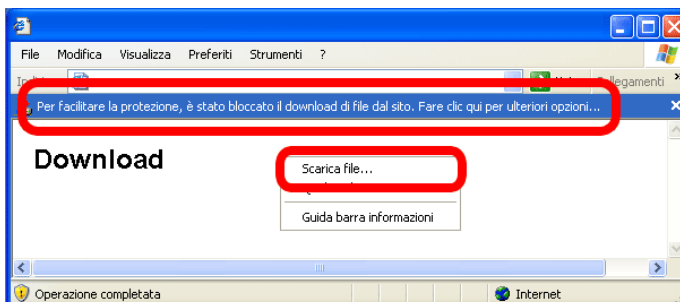 File Modifica Visualizza Preferiti Strumenti ?
Collegamenti »
Per facilitare la protezione, è stato bloccato il download di file dal sito. Fare clic qui per ulteriori opzioni...
Download
Scarica file...
Guida barra informazioni
Operazione completata
Internet